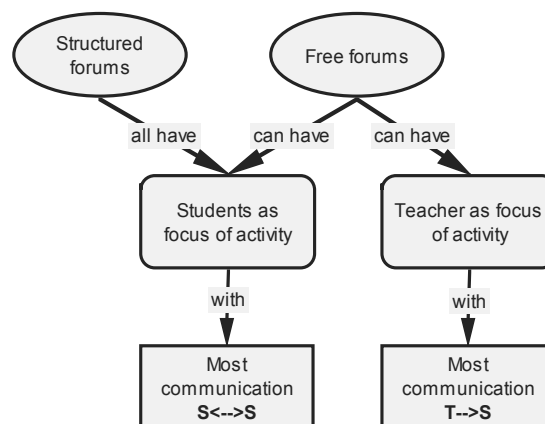 Structured
forums
Free forums
all have
can have
can have
Students as
focus of activity
Teacher as focus
of activity
with
with
Most
communication
S<-->S
Most
communication
T-->S